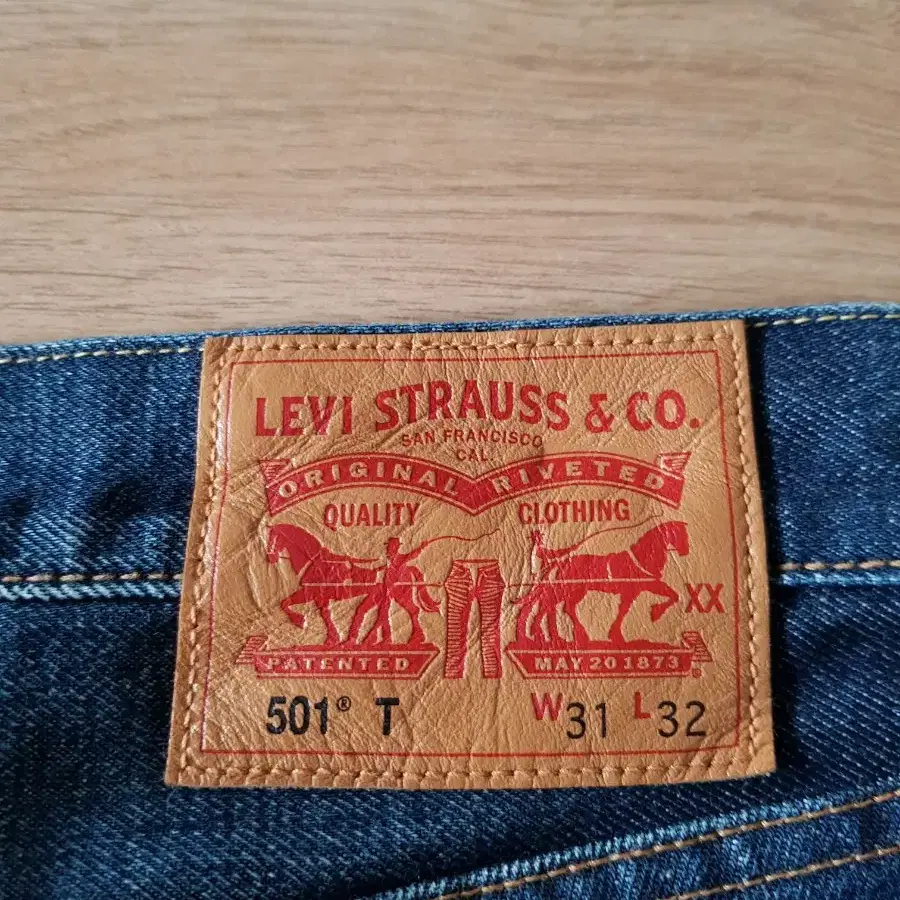 LEVI STRAUSS & CO.
SAN FRANCISCO
CAL.
ORIGINAL RIVETED
QUALITY CLOTHING
XX
PATENTED MAY 20 1873
501® T W31 L32